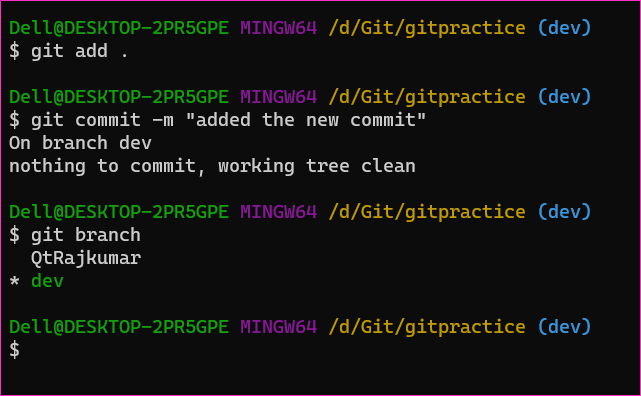 Dell@DESKTOP-2PR5GPE MINGW64 /d/Git/gitpractice (dev)
$ git add .
Dell@DESKTOP-2PR5GPE MINGW64 /d/Git/gitpractice (dev)
$ git commit -m "added the new commit"
On branch dev
nothing to commit, working tree clean
Dell@DESKTOP-2PR5GPE MINGW64 /d/Git/gitpractice (dev)
$ git branch
  QtRajkumar
* dev
Dell@DESKTOP-2PR5GPE MINGW64 /d/Git/gitpractice (dev)
$